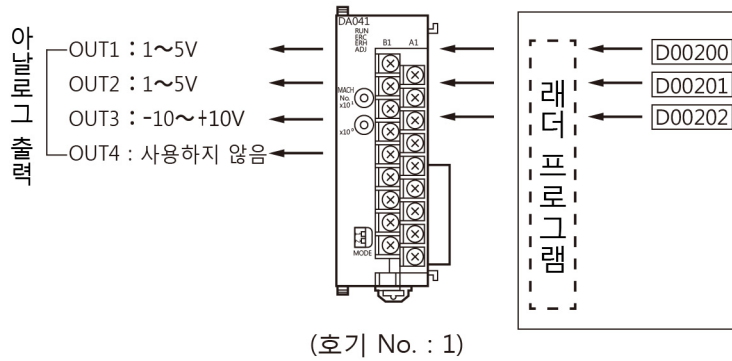 아날로그 출력
OUT1 : 1～5V
OUT2 : 1～5V
OUT3 : -10～+10V
OUT4 : 사용하지 않음
DA041
RUN
ERC
ERH
ADJ
B1 A1
MACH
No.
x10¹
x10⁰
MODE
래더 프로그램
D00200
D00201
D00202
(호기 No. : 1)